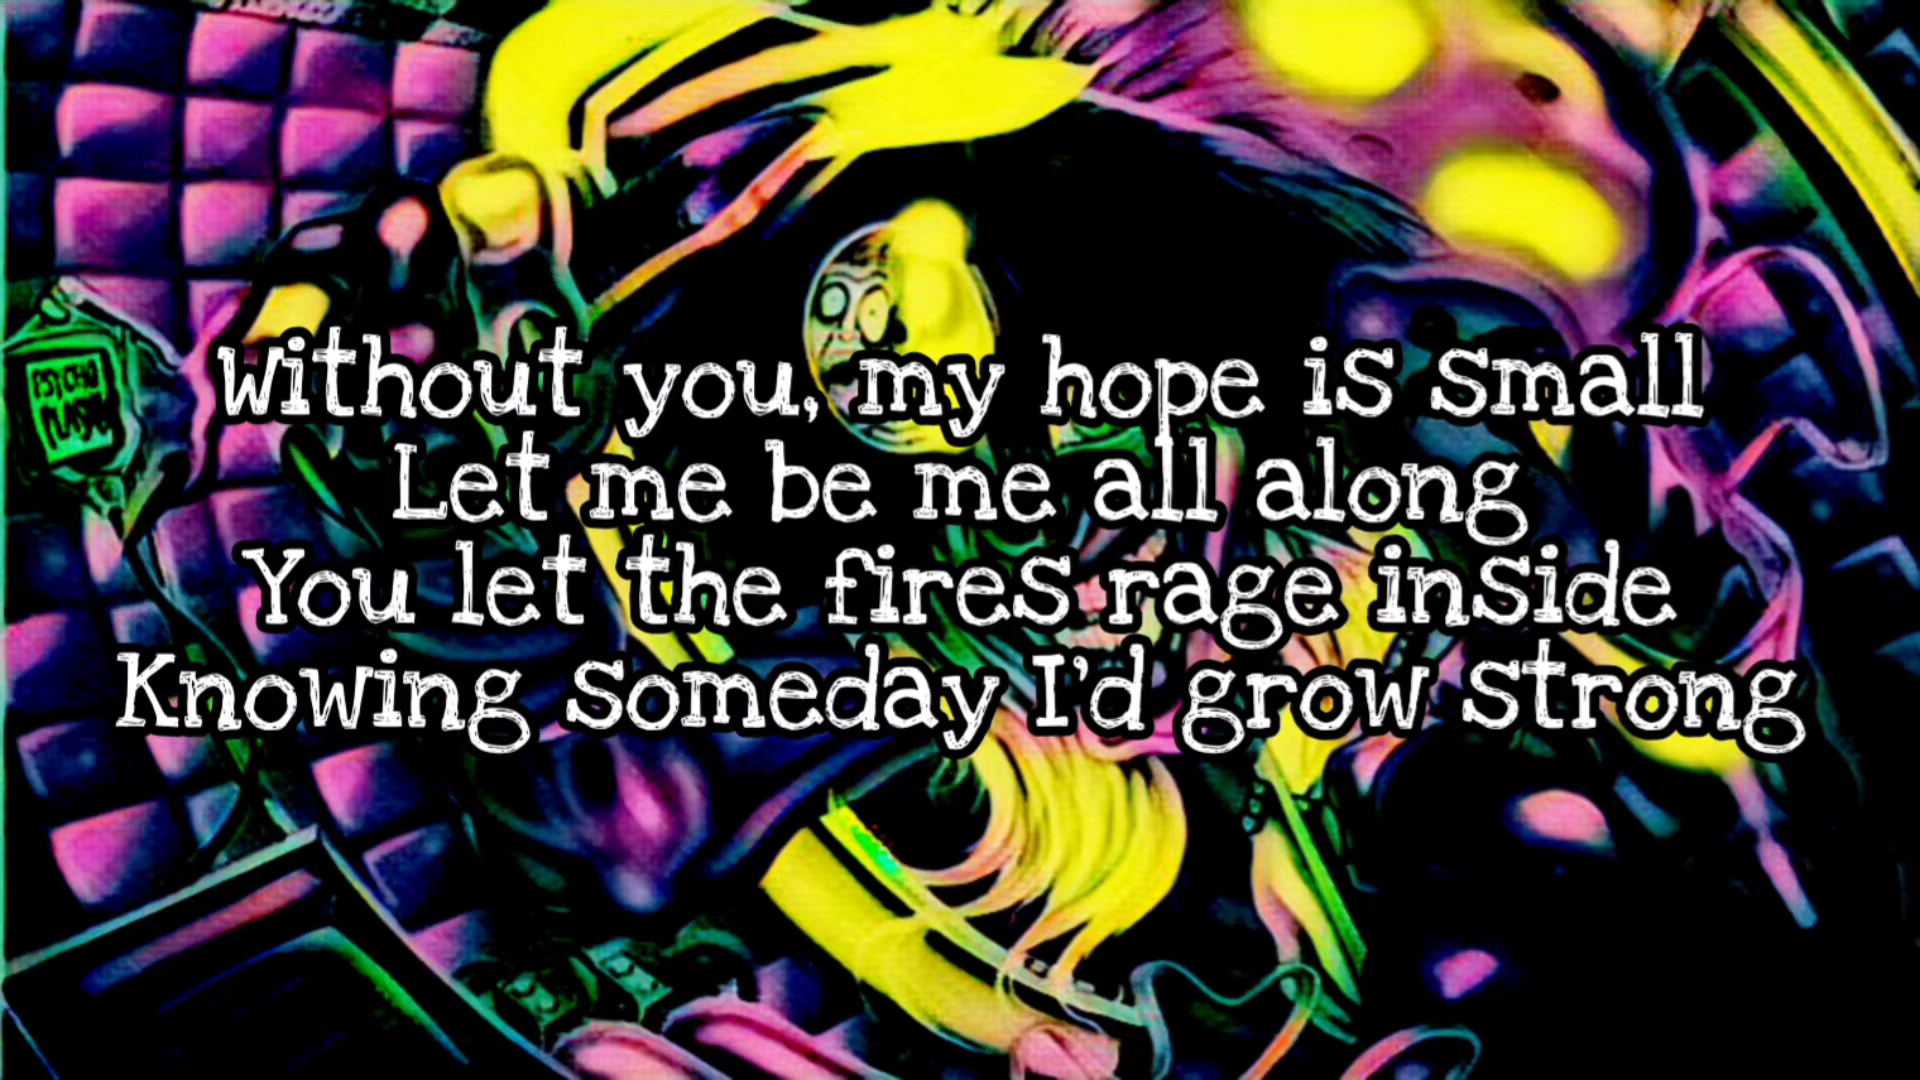 PSYCHO
Without you, my hope is small
Let me be me all along
You let the fires rage inside
Knowing someday I'd grow strong